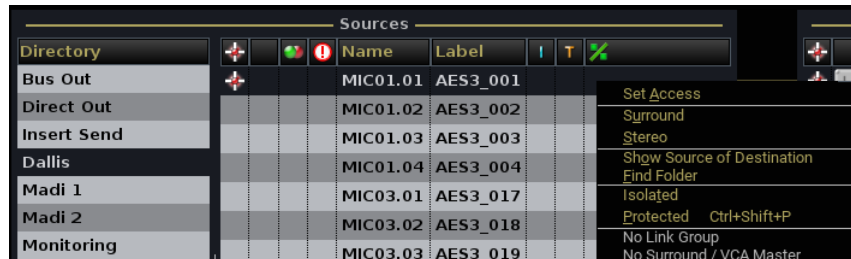 Sources
Directory Name Label I T
Bus Out MIC01.01 AES3_001
Direct Out MIC01.02 AES3_002
Insert Send MIC01.03 AES3_003
Dallis MIC01.04 AES3_004
Madi 1 MIC03.01 AES3_017
Madi 2 MIC03.02 AES3_018
Monitoring MIC03.03 AES3_019
Set Access
Surround
Stereo
Show Source of Destination
Find Folder
Isolated
Protected Ctrl+Shift+P
No Link Group
No Surround / VCA Master